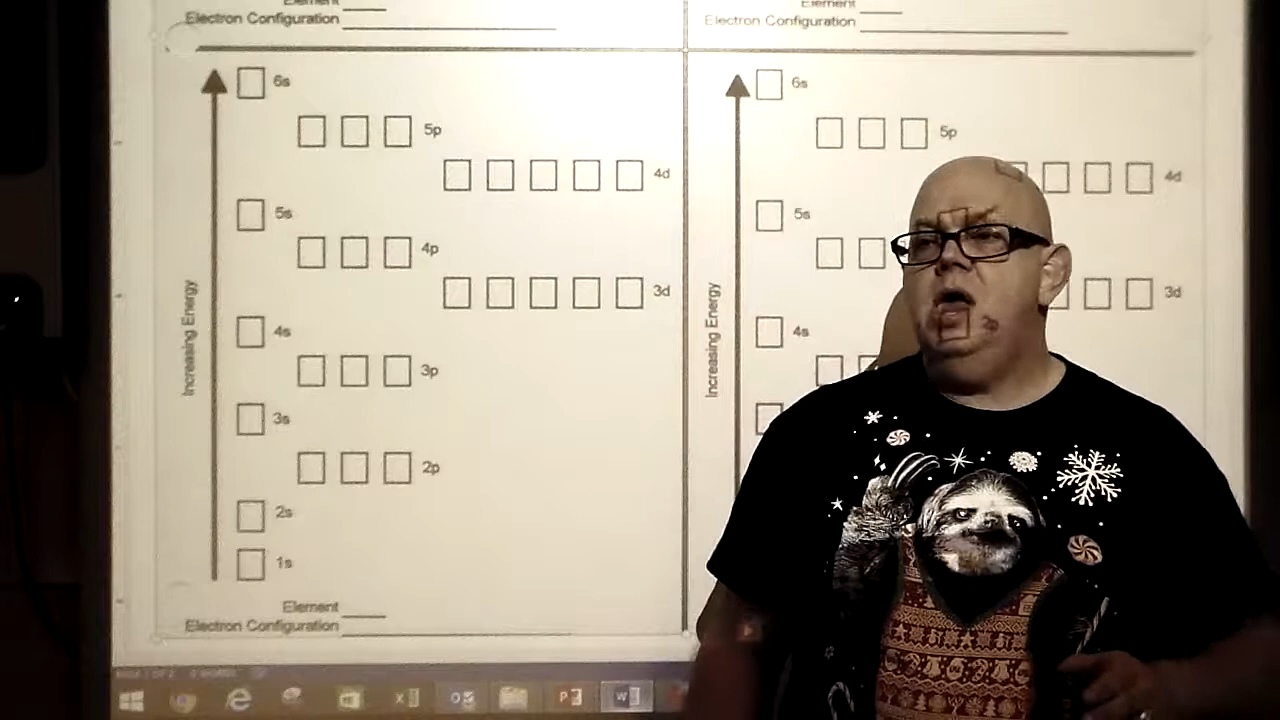 Element
Electron Configuration
6s
5p
4d
5s
4p
3d
4s
3p
3s
2p
2s
1s
Increasing Energy
Element
Electron Configuration
Element
Electron Configuration
6s
5p
4d
5s
3d
4s
Increasing Energy